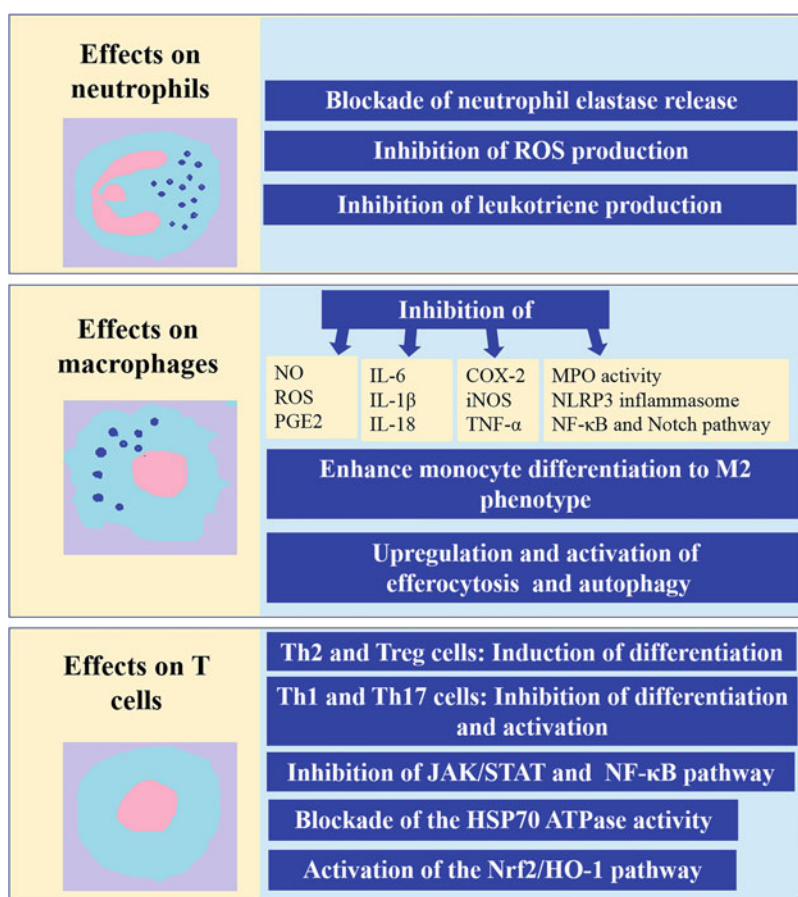 Effects on
neutrophils
Blockade of neutrophil elastase release
Inhibition of ROS production
Inhibition of leukotriene production
Effects on
macrophages
Inhibition of
NO
ROS
PGE2
IL-6
IL-1β
IL-18
COX-2
iNOS
TNF-α
MPO activity
NLRP3 inflammasome
NF-κB and Notch pathway
Enhance monocyte differentiation to M2
phenotype
Upregulation and activation of
efferocytosis and autophagy
Effects on T
cells
Th2 and Treg cells: Induction of differentiation
Th1 and Th17 cells: Inhibition of differentiation
and activation
Inhibition of JAK/STAT and NF-κB pathway
Blockade of the HSP70 ATPase activity
Activation of the Nrf2/HO-1 pathway